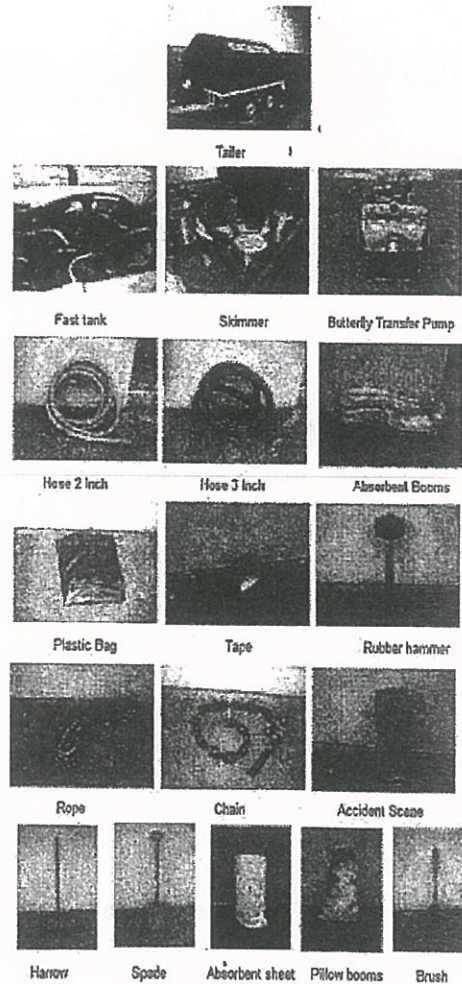 Tailer
Fast tank Skimmer Butterfly Transfer Pump
Hose 2 Inch Hose 3 Inch Absorbent Booms
Plastic Bag Tape Rubber hammer
Rope Chain Accident Scene
Harrow Spade Absorbent sheet Pillow booms Brush